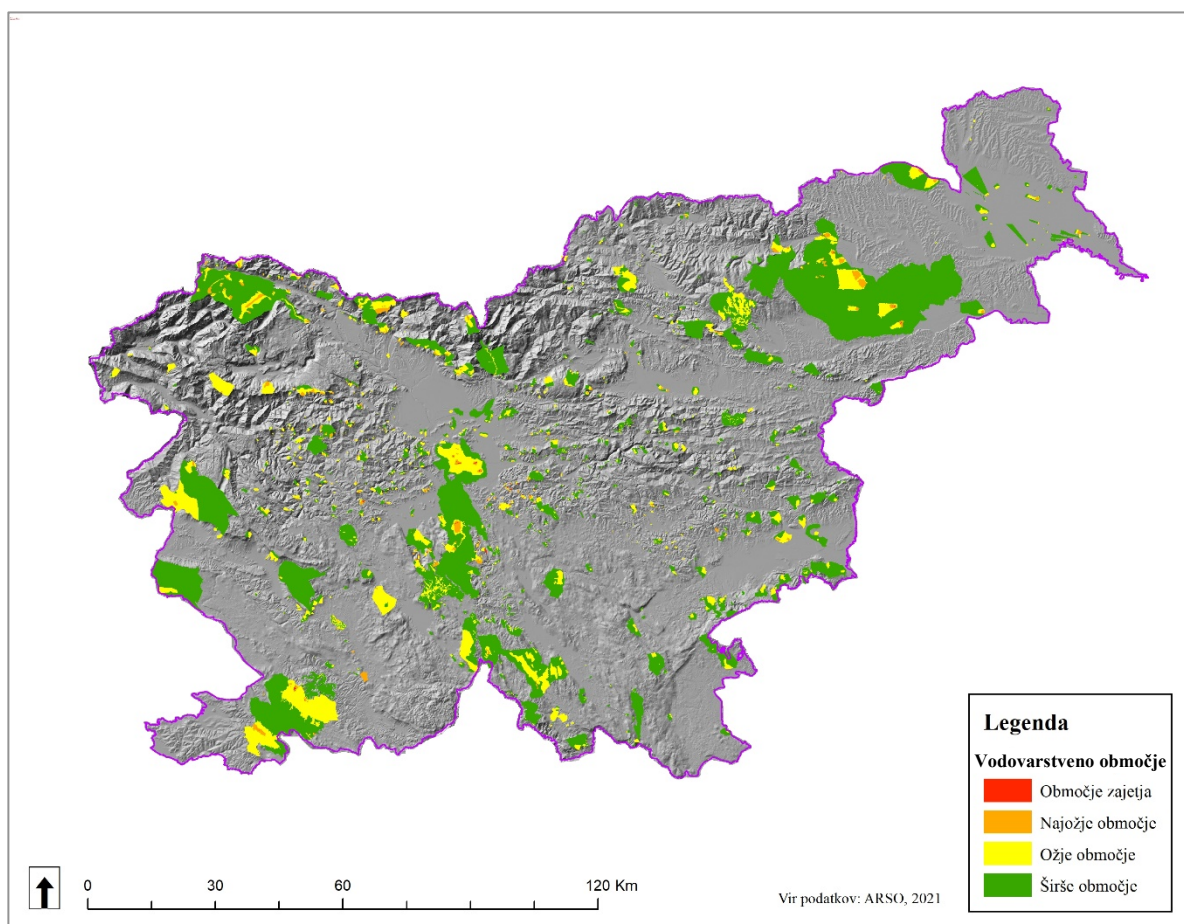 Legenda
Vodovarstveno območje
Območje zajetja
Najožje območje
Ožje območje
Širše območje
0 30 60 120 Km
Vir podatkov: ARSO, 2021